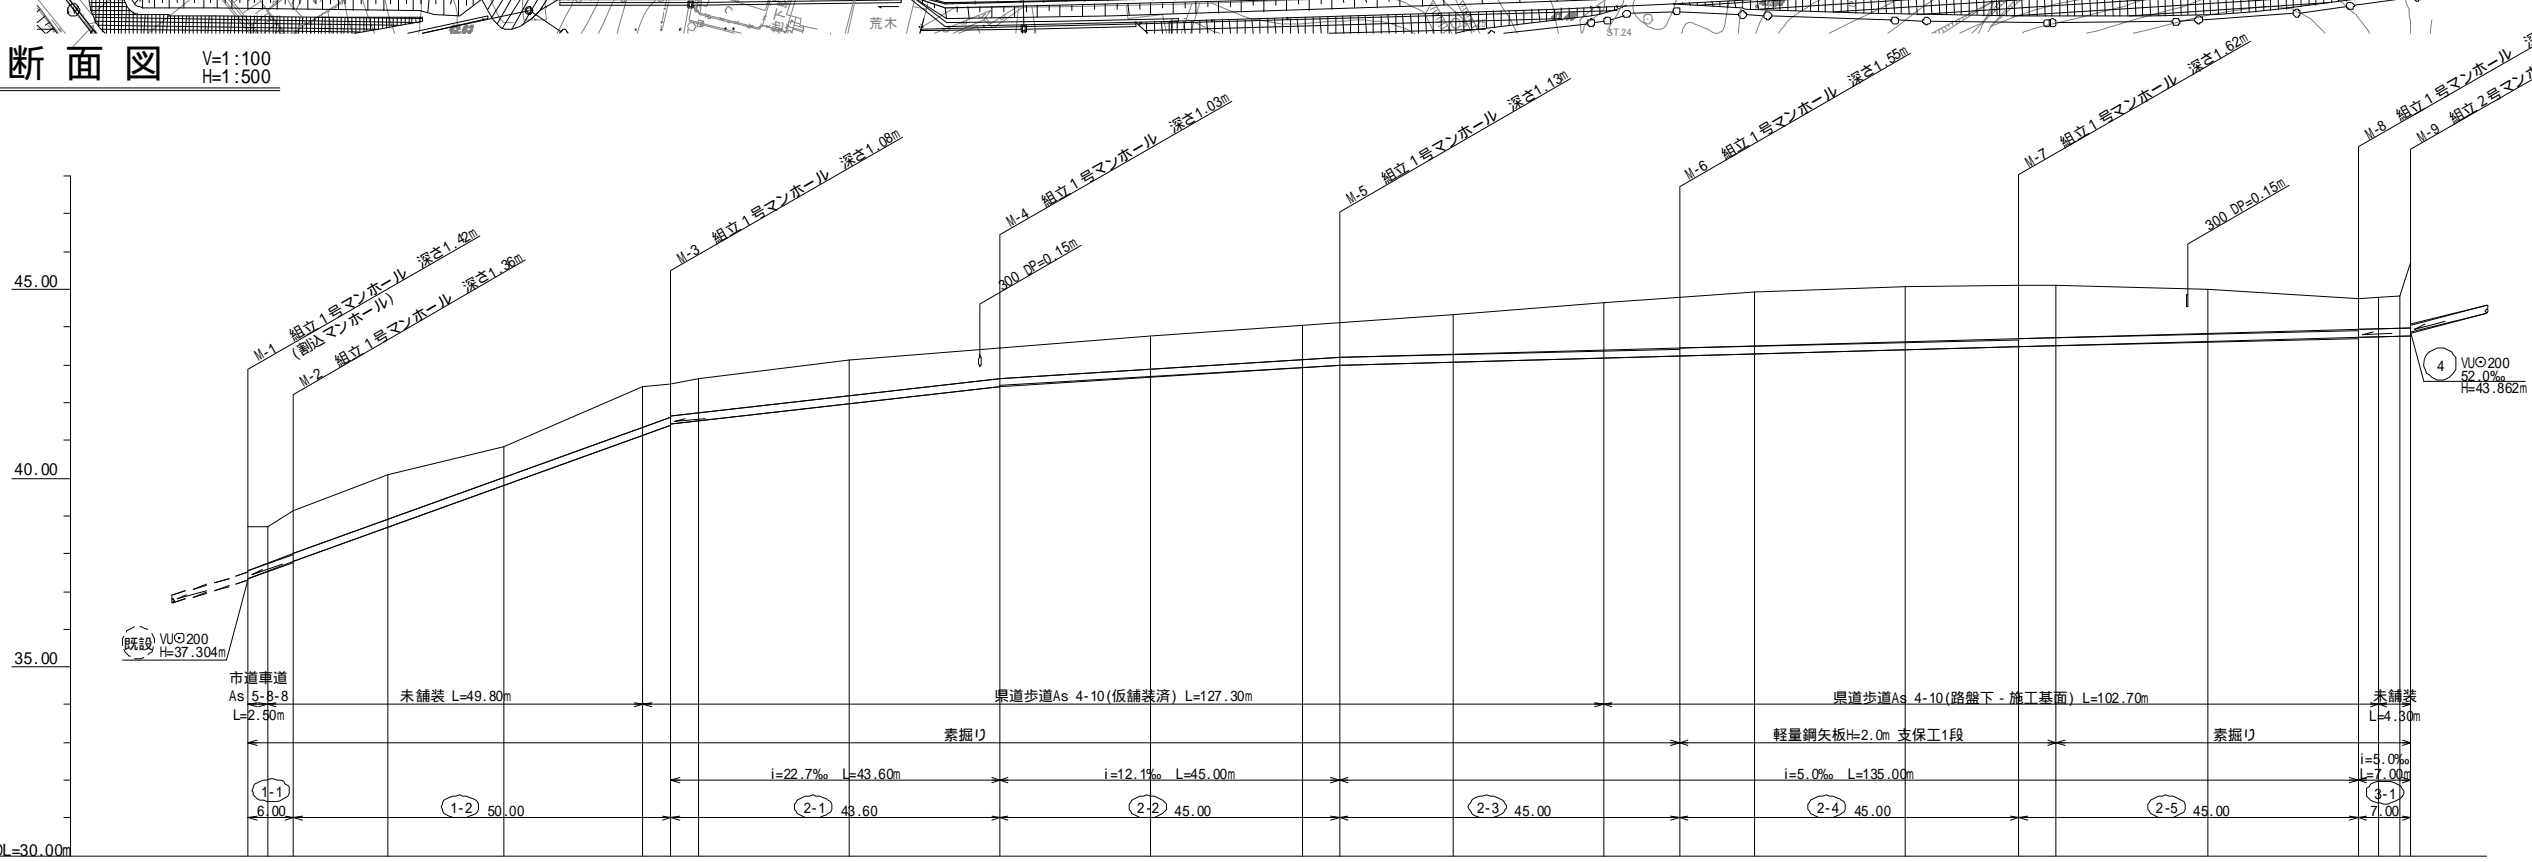 荒木
ST.24
断面図
V=1:100
H=1:500
M-1 組立1号マンホール 深さ1.42m
(割込マンホール)
M-2 組立1号マンホール 深さ1.36m
M-3 組立1号マンホール 深さ1.08m
M-4 組立1号マンホール 深さ1.03m
300 DP=0.15m
M-5 組立1号マンホール 深さ1.13m
M-6 組立1号マンホール 深さ1.55m
M-7 組立1号マンホール 深さ1.62m
300 DP=0.15m
M-8 組立1号マンホール
M-9 組立2号マンホ
45.00
40.00
35.00
DL=30.00m
4
VU⊙200
52.0‰
H=43.862m
既設
VU⊙200
H=37.304m
市道車道
As 5-8-8
L=2.50m
未舗装 L=49.80m
県道歩道As 4-10(仮舗装済) L=127.30m
県道歩道As 4-10(路盤下 - 施工基面) L=102.70m
未舗装
L=4.30m
素掘り
軽量鋼矢板H=2.0m 支保工1段
素掘り
i=22.7‰ L=43.60m
i=12.1‰ L=45.00m
i=5.0‰ L=135.00m
i=5.0‰
L=7.00m
1-1
6.00
1-2 50.00
2-1 43.60
2-2 45.00
2-3 45.00
2-4 45.00
2-5 45.00
3-1
7.00